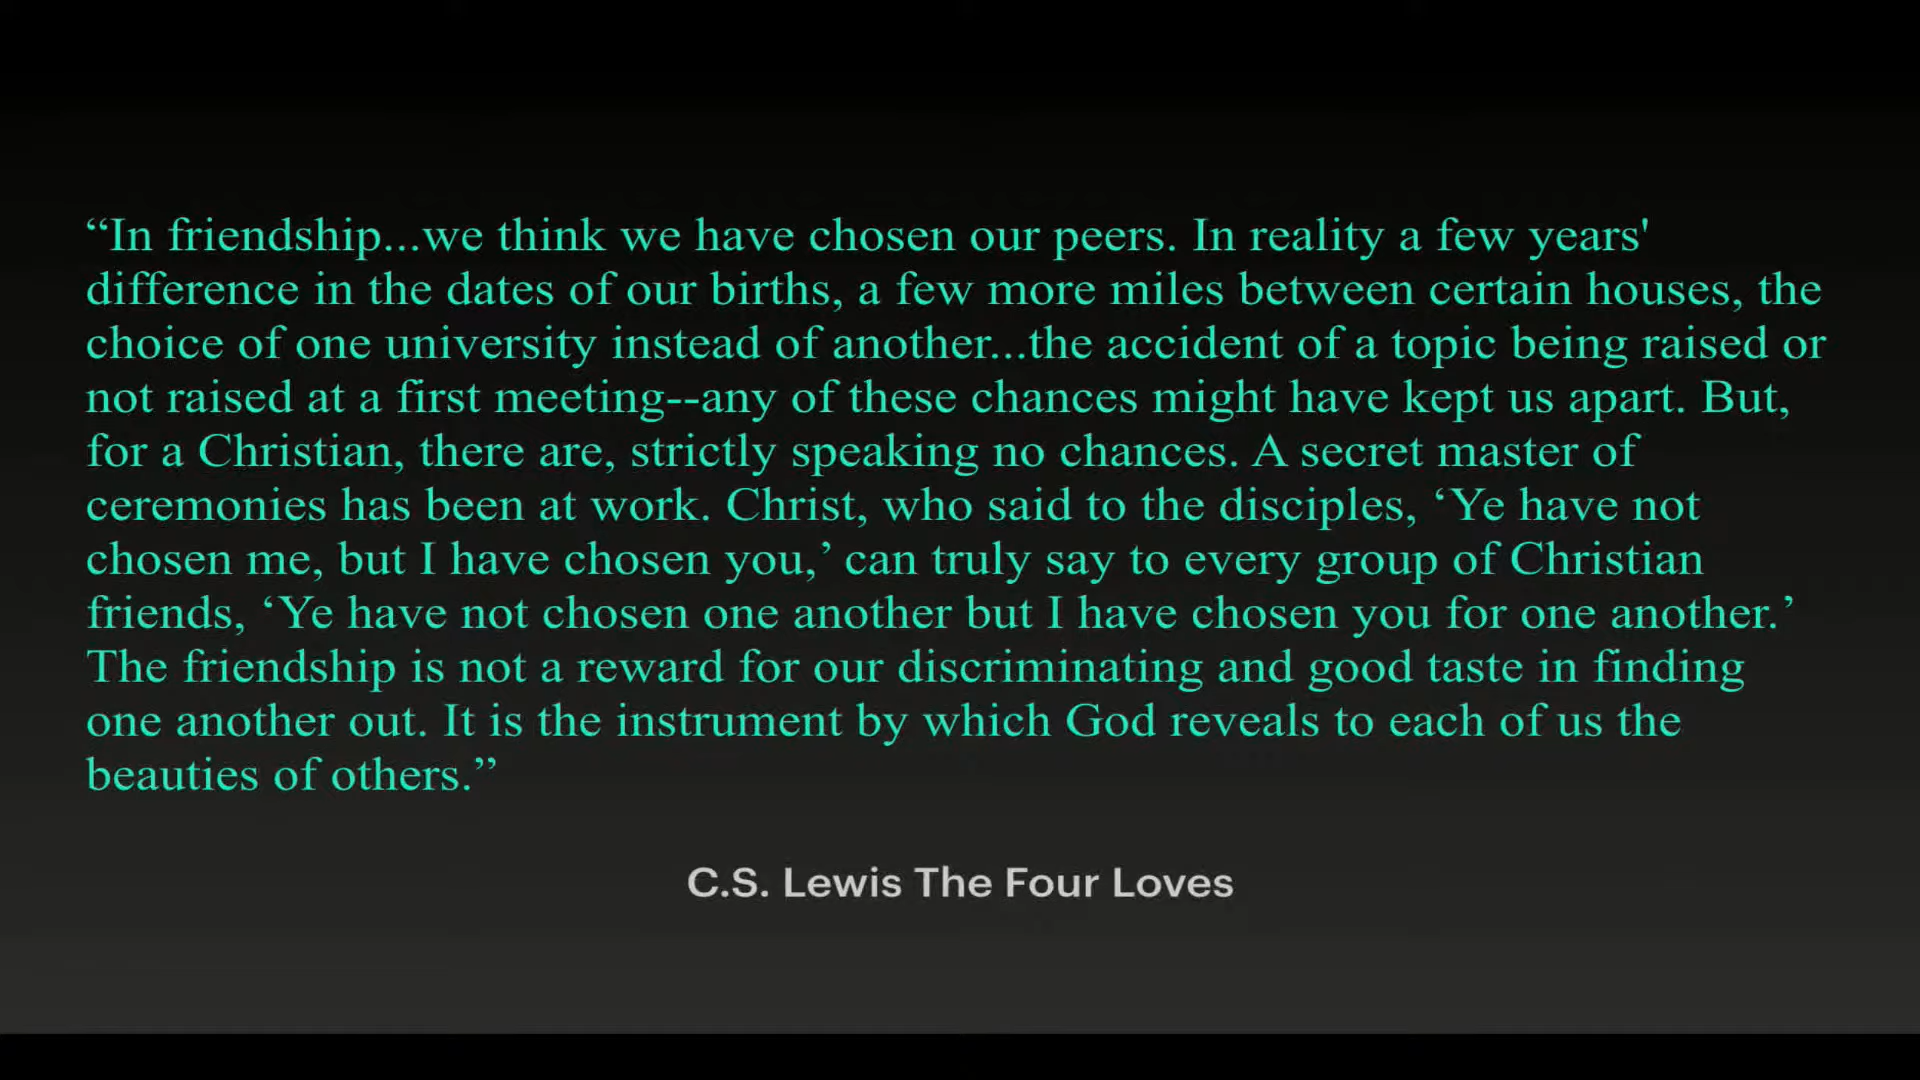 “In friendship...we think we have chosen our peers. In reality a few years'
difference in the dates of our births, a few more miles between certain houses, the
choice of one university instead of another...the accident of a topic being raised or
not raised at a first meeting--any of these chances might have kept us apart. But,
for a Christian, there are, strictly speaking no chances. A secret master of
ceremonies has been at work. Christ, who said to the disciples, ‘Ye have not
chosen me, but I have chosen you,’ can truly say to every group of Christian
friends, ‘Ye have not chosen one another but I have chosen you for one another.’
The friendship is not a reward for our discriminating and good taste in finding
one another out. It is the instrument by which God reveals to each of us the
beauties of others.”
C.S. Lewis The Four Loves